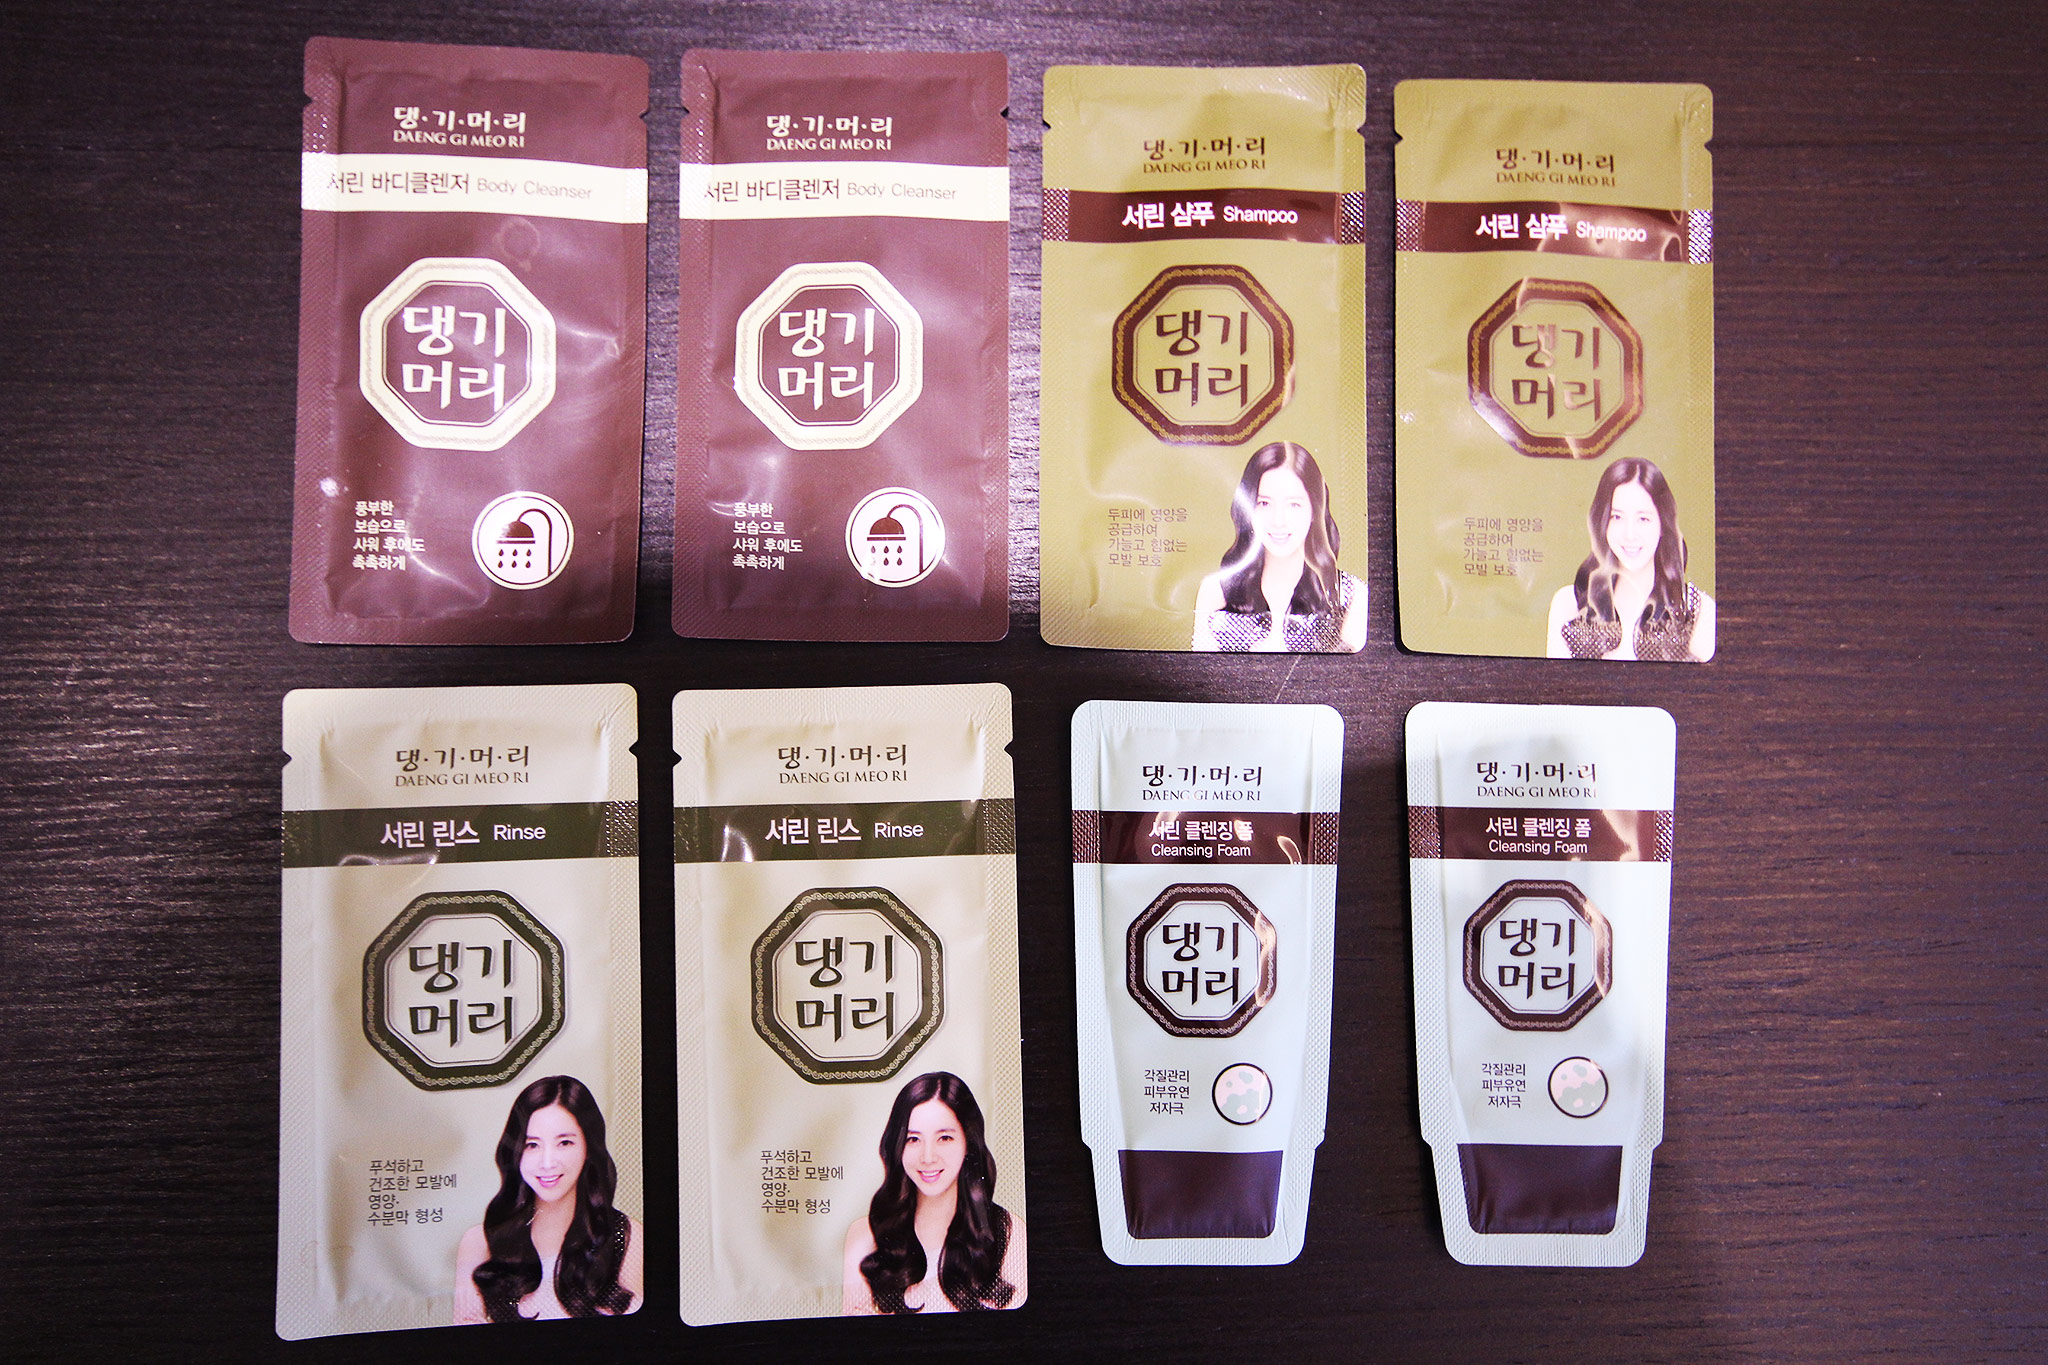 댕·기·머·리
DAENG GI MEO RI
서린 바디클렌저 Body Cleanser
댕기
머리
풍부한
보습으로
샤워 후에도
촉촉하게
댕·기·머·리
DAENG GI MEO RI
서린 바디클렌저 Body Cleanser
댕기
머리
풍부한
보습으로
샤워 후에도
촉촉하게
댕·기·머·리
DAENG GI MEO RI
서린 샴푸 Shampoo
댕기
머리
두피에 영양을
공급하여
가늘고 힘없는
모발 보호
댕·기·머·리
DAENG GI MEO RI
서린 샴푸 Shampoo
댕기
머리
두피에 영양을
공급하여
가늘고 힘없는
모발 보호
댕·기·머·리
DAENG GI MEO RI
서린 린스 Rinse
댕기
머리
푸석하고
건조한 모발에
영양·
수분막 형성
댕·기·머·리
DAENG GI MEO RI
서린 린스 Rinse
댕기
머리
푸석하고
건조한 모발에
영양·
수분막 형성
댕·기·머·리
DAENG GI MEO RI
서린 클렌징 폼
Cleansing Foam
댕기
머리
각질관리
피부유연
저자극
댕·기·머·리
DAENG GI MEO RI
서린 클렌징 폼
Cleansing Foam
댕기
머리
각질관리
피부유연
저자극